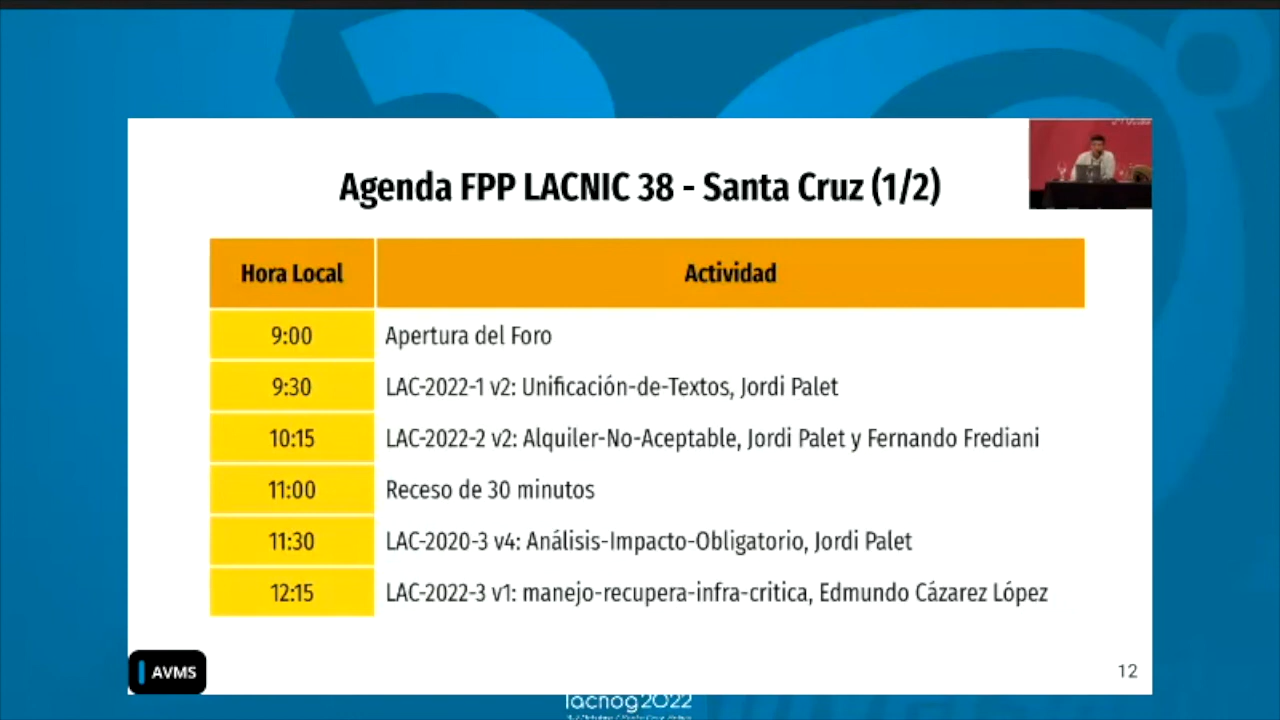 Agenda FPP LACNIC 38 - Santa Cruz (1/2)
Hora Local
Actividad
9:00
Apertura del Foro
9:30
LAC-2022-1 v2: Unificación-de-Textos, Jordi Palet
10:15
LAC-2022-2 v2: Alquiler-No-Aceptable, Jordi Palet y Fernando Frediani
11:00
Receso de 30 minutos
11:30
LAC-2020-3 v4: Análisis-Impacto-Obligatorio, Jordi Palet
12:15
LAC-2022-3 v1: manejo-recupera-infra-critica, Edmundo Cázarez López
AVMS
12
lacnog2022